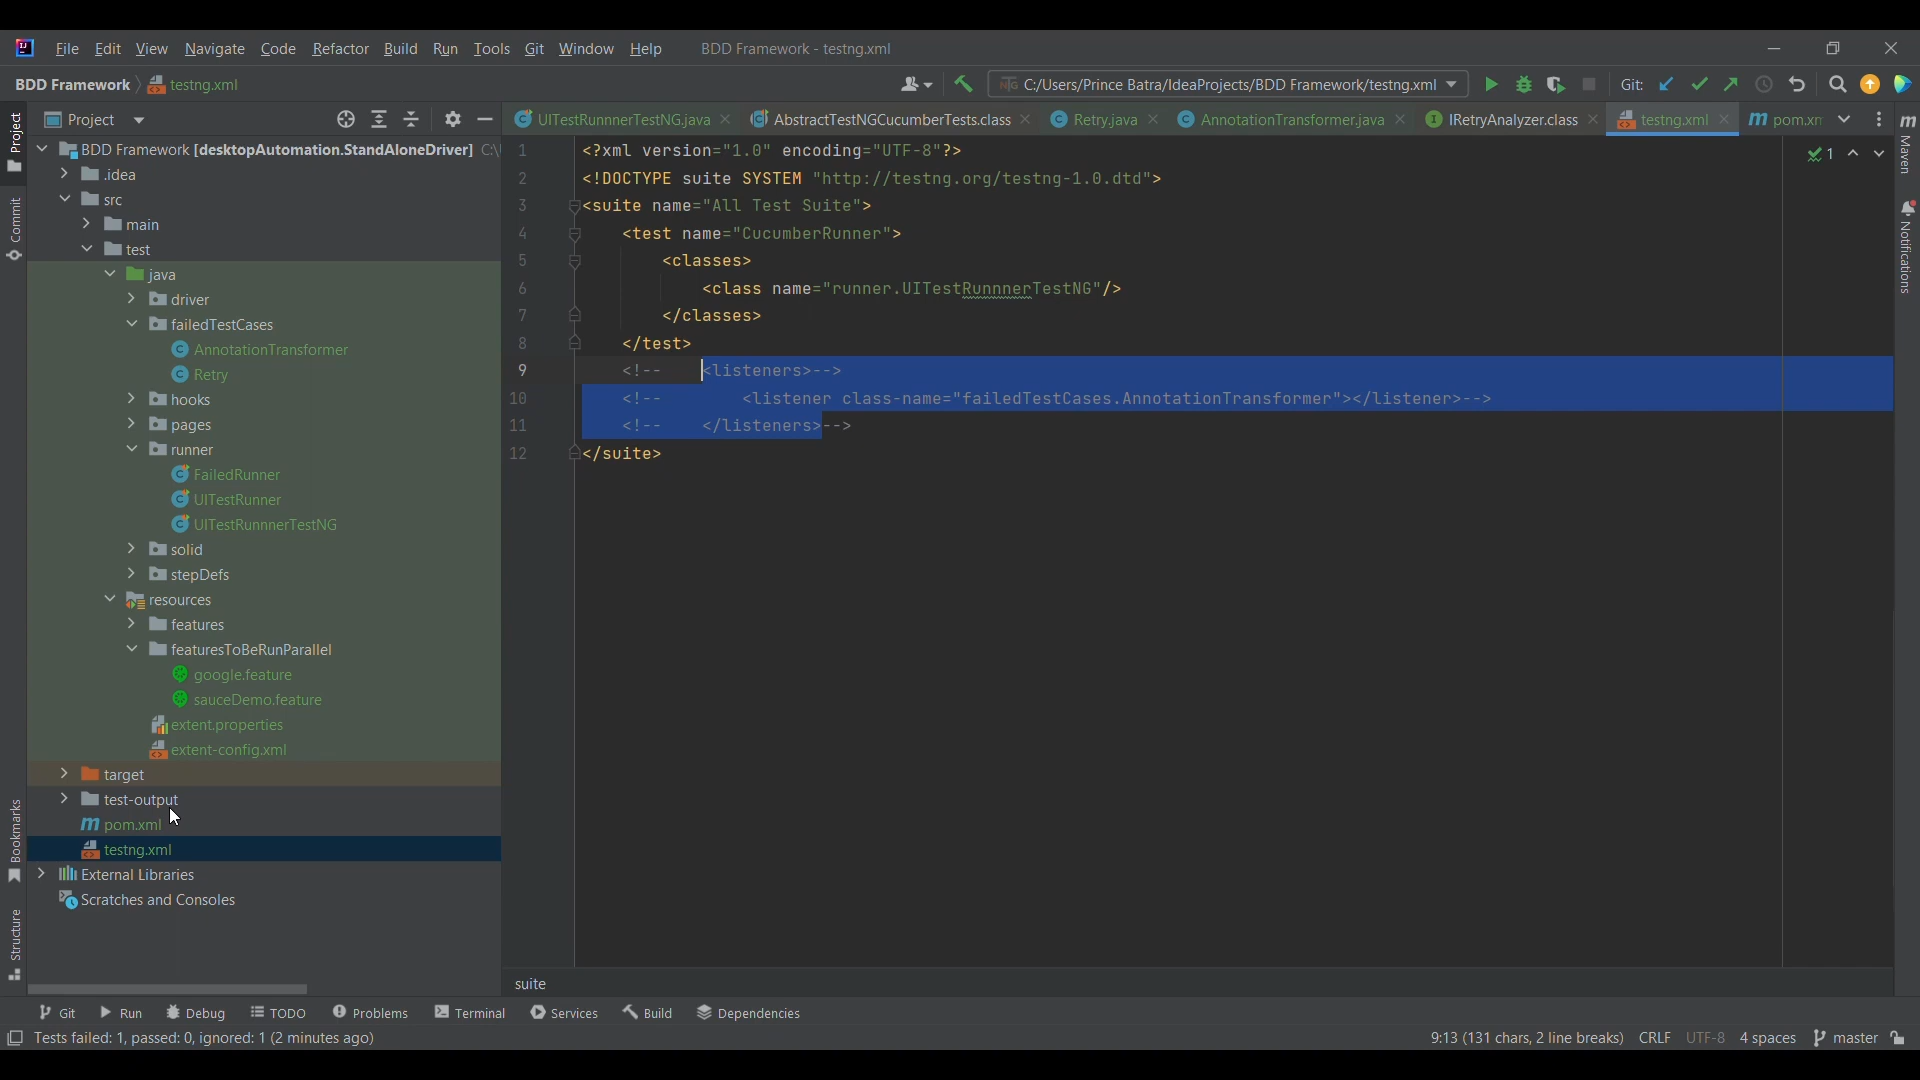 File Edit View Navigate Code Refactor Build Run Tools Git Window Help BDD Framework - testng.xml
BDD Framework testng.xml C:/Users/Prince Batra/IdeaProjects/BDD Framework/testng.xml Git:
Project UITestRunnnerTestNG.java AbstractTestNGCucumberTests.class Retry.java AnnotationTransformer.java IRetryAnalyzer.class testng.xml pom.xm
Project
Commit
Bookmarks
Structure
BDD Framework [desktopAutomation.StandAloneDriver] C:\
.idea
src
main
test
java
driver
failedTestCases
AnnotationTransformer
Retry
hooks
pages
runner
FailedRunner
UITestRunner
UITestRunnnerTestNG
solid
stepDefs
resources
features
featuresToBeRunParallel
google.feature
sauceDemo.feature
extent.properties
extent-config.xml
target
test-output
pom.xml
testng.xml
External Libraries
Scratches and Consoles
1 <?xml version="1.0" encoding="UTF-8"?>
2 <!DOCTYPE suite SYSTEM "http://testng.org/testng-1.0.dtd">
3 <suite name="All Test Suite">
4 <test name="CucumberRunner">
5 <classes>
6 <class name="runner.UITestRunnnerTestNG"/>
7 </classes>
8 </test>
9 <!-- <listeners>-->
10 <!-- <listener class-name="failedTestCases.AnnotationTransformer"></listener>-->
11 <!-- </listeners>-->
12 </suite>
1
Maven
Notifications
suite
Git Run Debug TODO Problems Terminal Services Build Dependencies
Tests failed: 1, passed: 0, ignored: 1 (2 minutes ago) 9:13 (131 chars, 2 line breaks) CRLF UTF-8 4 spaces master